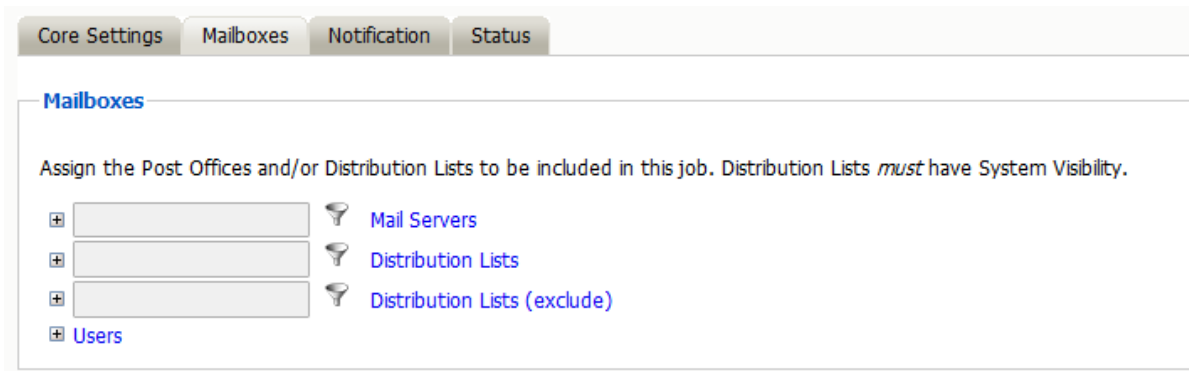 Core Settings Mailboxes Notification Status
Mailboxes
Assign the Post Offices and/or Distribution Lists to be included in this job. Distribution Lists must have System Visibility.
Mail Servers
Distribution Lists
Distribution Lists (exclude)
Users